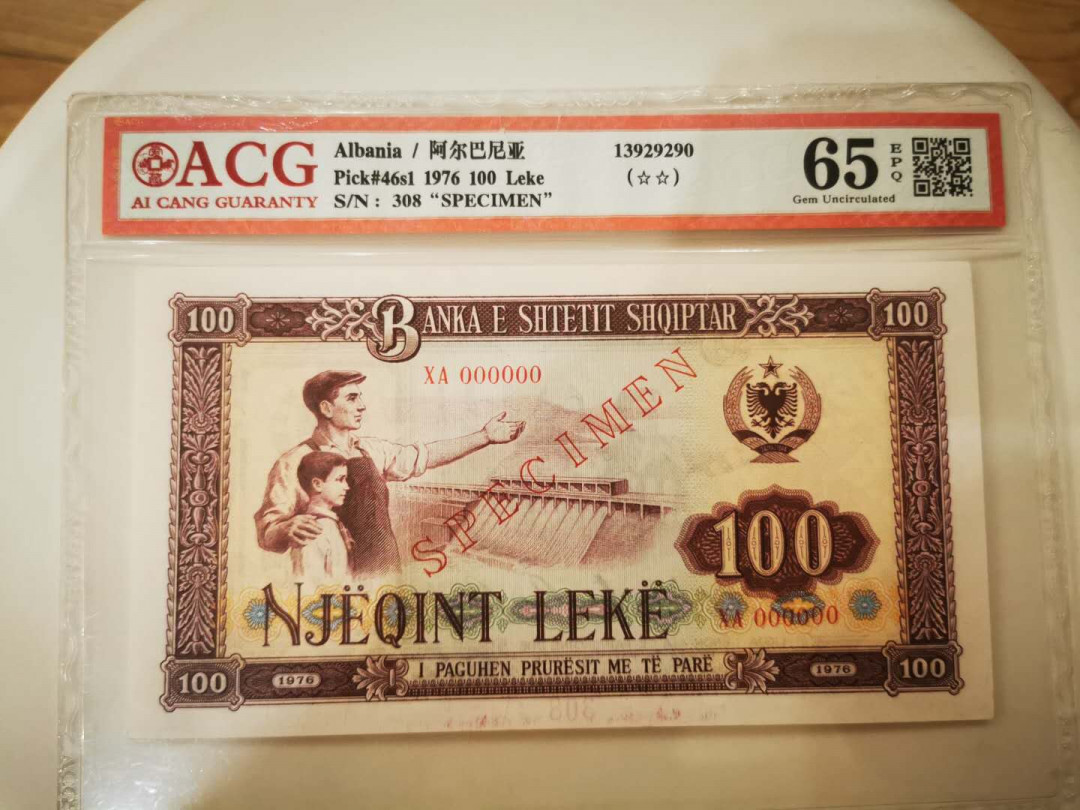 ACG
AI CANG GUARANTY
Albania / 阿尔巴尼亚
Pick#46s1 1976 100 Leke
S/N : 308 “SPECIMEN”
13929290
(☆☆)
65
EPQ
Gem Uncirculated
100
BANKA E SHTETIT SHQIPTAR
100
XA 000000
SPECIMEN
100
NJËQINT LEKË
XA 000000
I PAGUHEN PRURËSIT ME TË PARË
100
1976
1976
100
308